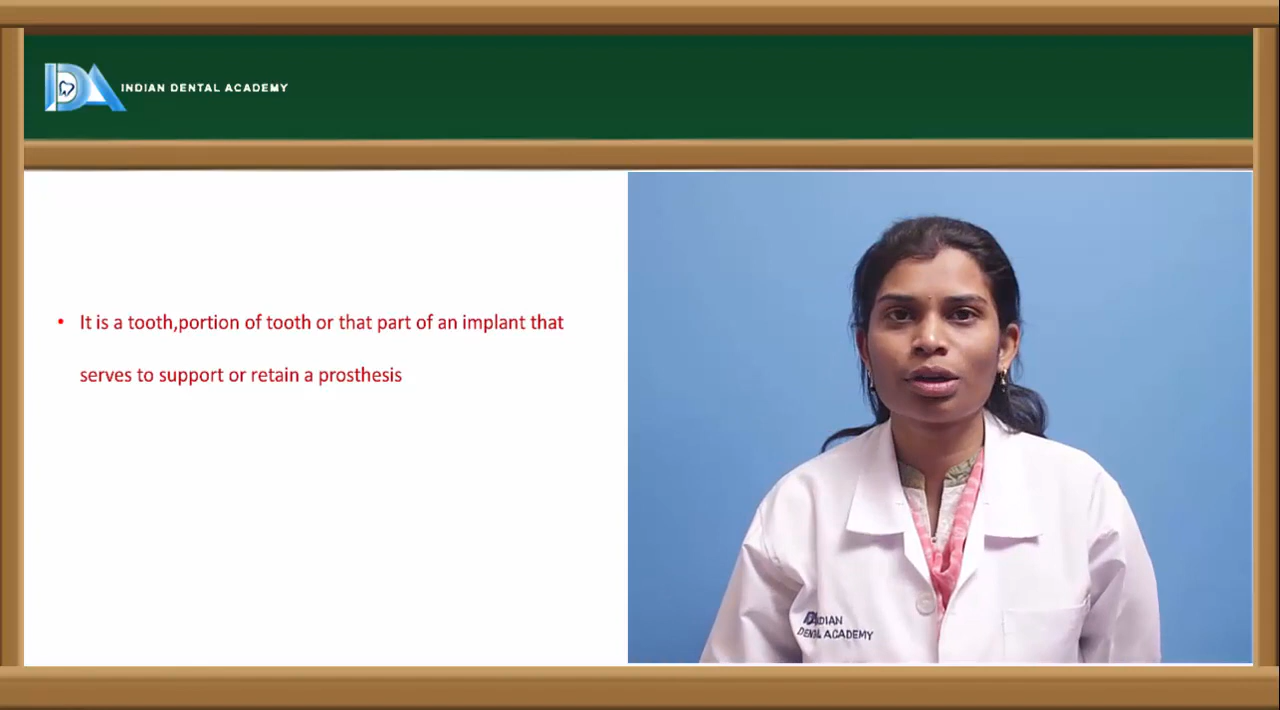 INDIAN DENTAL ACADEMY
• It is a tooth,portion of tooth or that part of an implant that
serves to support or retain a prosthesis
INDIAN
DENTAL ACADEMY